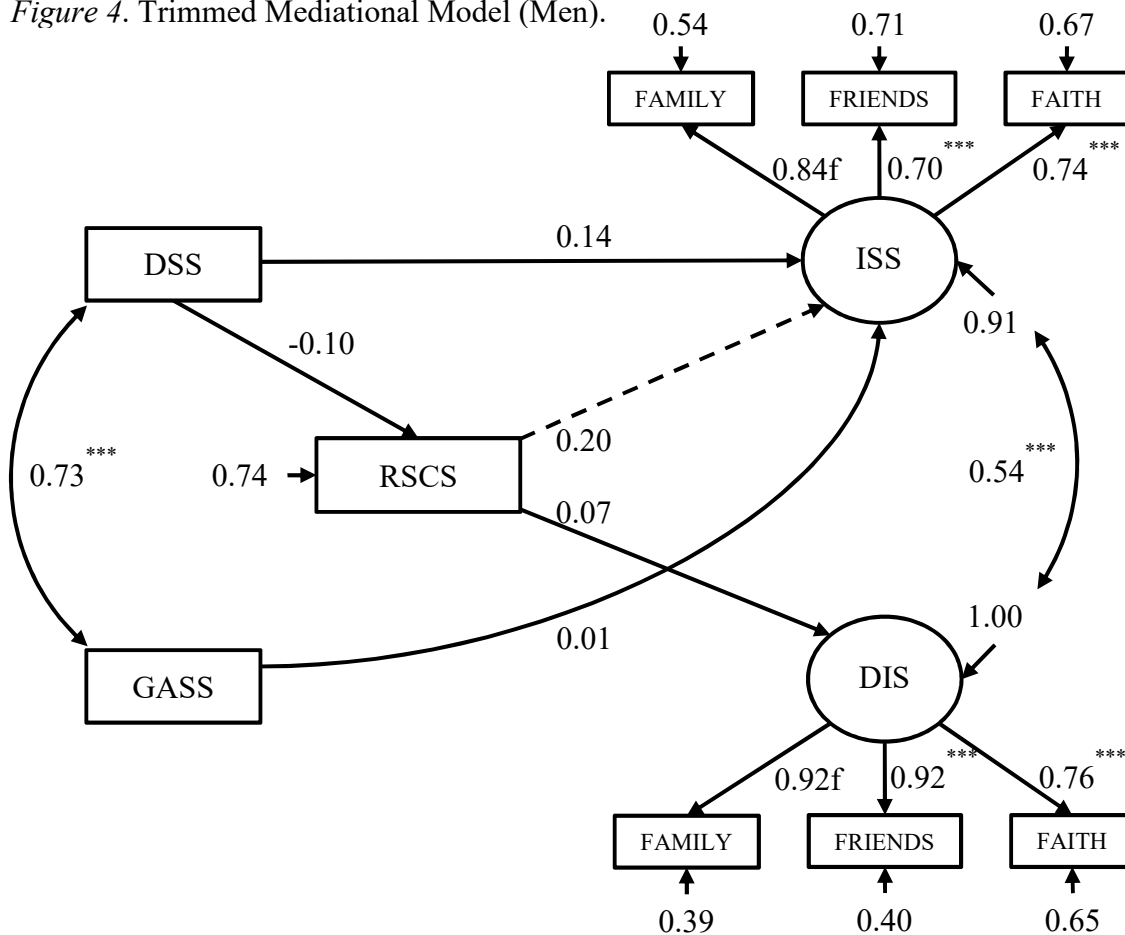 Figure 4. Trimmed Mediational Model (Men).
0.54 0.71 0.67
FAMILY FRIENDS FAITH
0.84f 0.70*** 0.74***
DSS 0.14 ISS
0.91
-0.10
0.20
0.73*** 0.74 RSCS 0.54***
0.07
1.00
0.01
GASS DIS
0.92f 0.92*** 0.76***
FAMILY FRIENDS FAITH
0.39 0.40 0.65